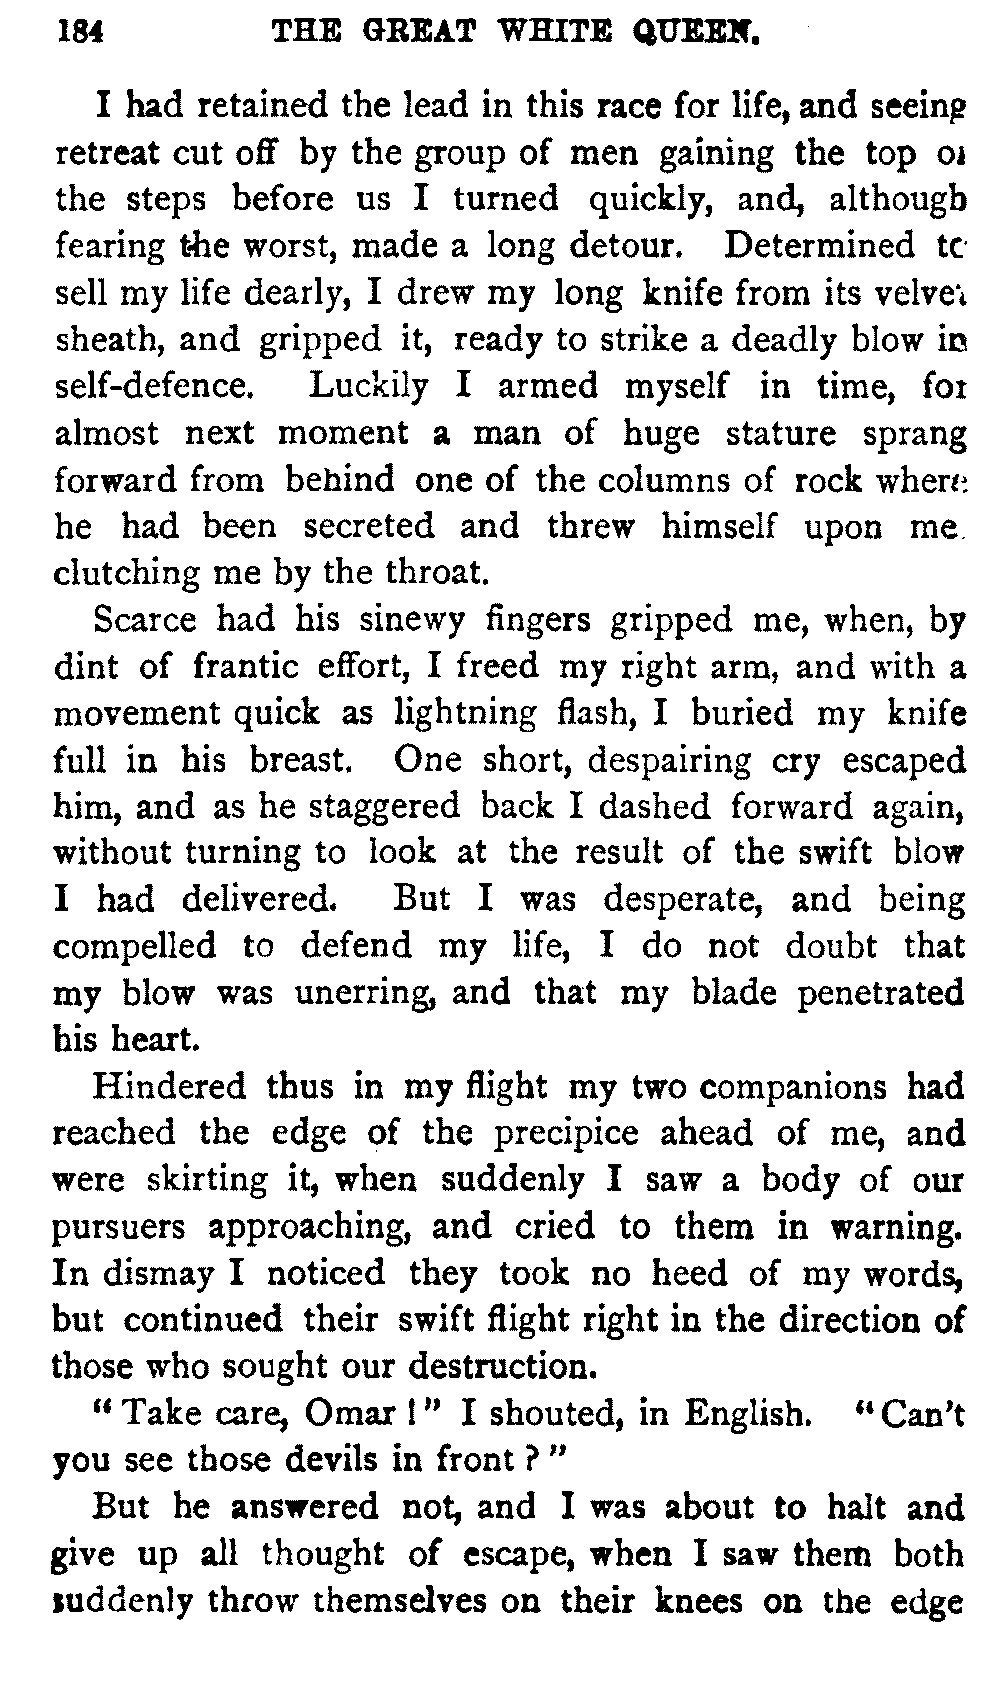 184 THE GREAT WHITE QUEEN.
I had retained the lead in this race for life, and seeing
retreat cut off by the group of men gaining the top of
the steps before us I turned quickly, and, although
fearing the worst, made a long detour. Determined to
sell my life dearly, I drew my long knife from its velvet
sheath, and gripped it, ready to strike a deadly blow in
self-defence. Luckily I armed myself in time, for
almost next moment a man of huge stature sprang
forward from behind one of the columns of rock where
he had been secreted and threw himself upon me.
clutching me by the throat.
Scarce had his sinewy fingers gripped me, when, by
dint of frantic effort, I freed my right arm, and with a
movement quick as lightning flash, I buried my knife
full in his breast. One short, despairing cry escaped
him, and as he staggered back I dashed forward again,
without turning to look at the result of the swift blow
I had delivered. But I was desperate, and being
compelled to defend my life, I do not doubt that
my blow was unerring, and that my blade penetrated
his heart.
Hindered thus in my flight my two companions had
reached the edge of the precipice ahead of me, and
were skirting it, when suddenly I saw a body of our
pursuers approaching, and cried to them in warning.
In dismay I noticed they took no heed of my words,
but continued their swift flight right in the direction of
those who sought our destruction.
"Take care, Omar!" I shouted, in English. "Can't
you see those devils in front?"
But he answered not, and I was about to halt and
give up all thought of escape, when I saw them both
suddenly throw themselves on their knees on the edge